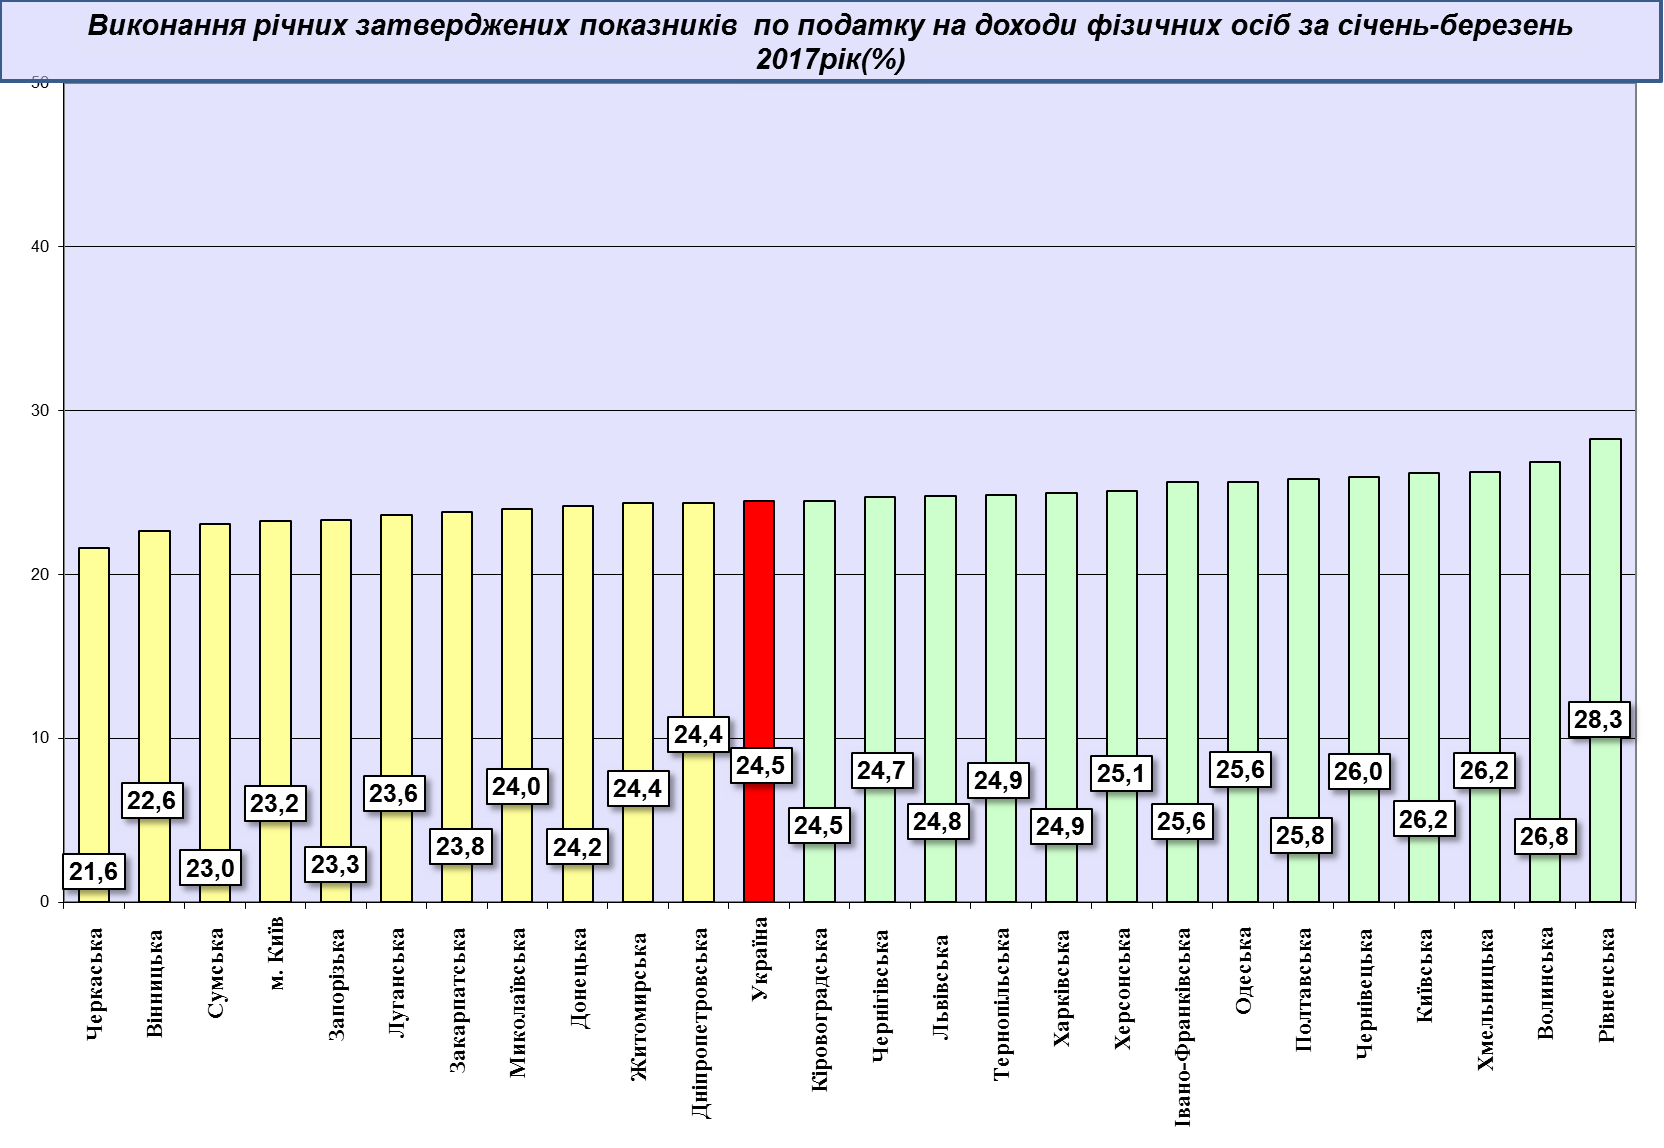 Виконання річних затверджених показників по податку на доходи фізичних осіб за січень-березень
2017рік(%)
50
40
30
20
10
0
21,6
22,6
23,0
23,2
23,3
23,6
23,8
24,0
24,2
24,4
24,4
24,5
24,5
24,7
24,8
24,9
24,9
25,1
25,6
25,6
25,8
26,0
26,2
26,2
26,8
28,3
Черкаська
Вінницька
Сумська
м. Київ
Запорізька
Луганська
Закарпатська
Миколаївська
Донецька
Житомирська
Дніпропетровська
Україна
Кіровоградська
Чернігівська
Львівська
Тернопільська
Харківська
Херсонська
Івано-Франківська
Одеська
Полтавська
Чернівецька
Київська
Хмельницька
Волинська
Рівненська